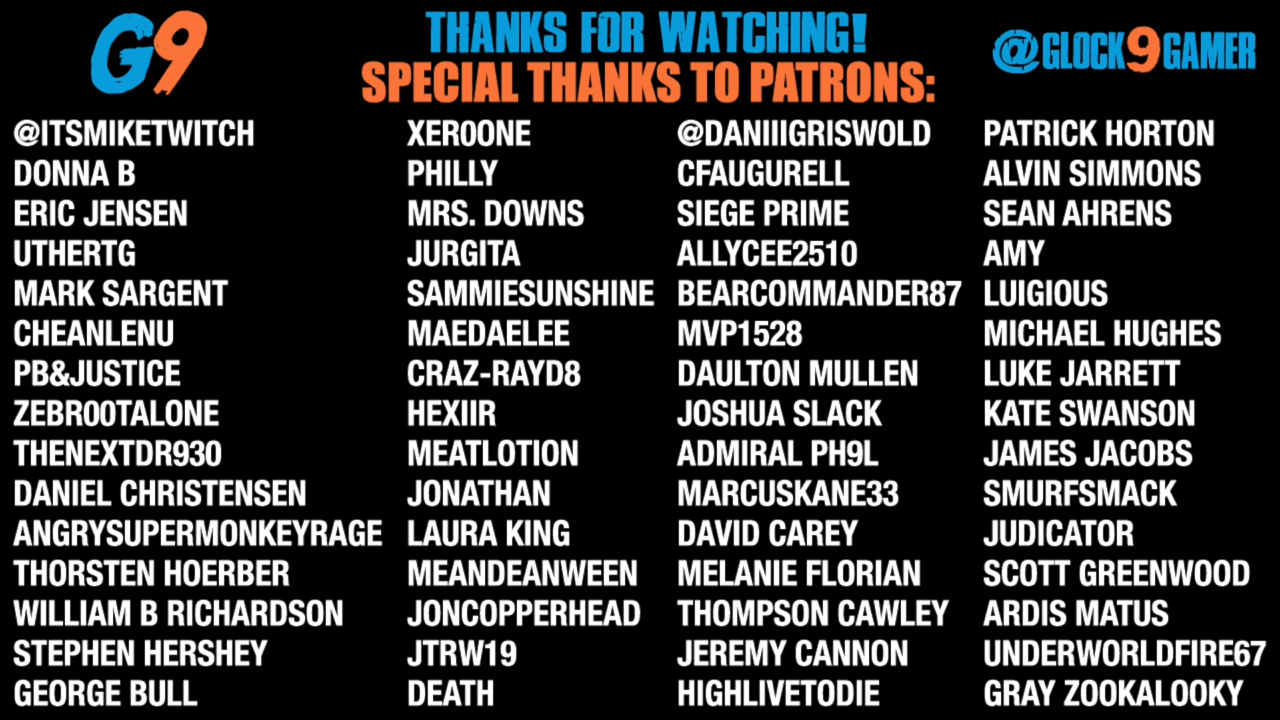 G9
THANKS FOR WATCHING!
SPECIAL THANKS TO PATRONS:
@GLOCK9GAMER
@ITSMIKETWITCH
DONNA B
ERIC JENSEN
UTHERTG
MARK SARGENT
CHEANLENU
PB&JUSTICE
ZEBR00TALONE
THENEXTDR930
DANIEL CHRISTENSEN
ANGRYSUPERMONKEYRAGE
THORSTEN HOERBER
WILLIAM B RICHARDSON
STEPHEN HERSHEY
GEORGE BULL
XER0ONE
PHILLY
MRS. DOWNS
JURGITA
SAMMIESUNSHINE
MAEDAELEE
CRAZ-RAYD8
HEXIIR
MEATLOTION
JONATHAN
LAURA KING
MEANDEANWEEN
JONCOPPERHEAD
JTRW19
DEATH
@DANIIIGRISWOLD
CFAUGURELL
SIEGE PRIME
ALLYCEE2510
BEARCOMMANDER87
MVP1528
DAULTON MULLEN
JOSHUA SLACK
ADMIRAL PH9L
MARCUSKANE33
DAVID CAREY
MELANIE FLORIAN
THOMPSON CAWLEY
JEREMY CANNON
HIGHLIVETODIE
PATRICK HORTON
ALVIN SIMMONS
SEAN AHRENS
AMY
LUIGIOUS
MICHAEL HUGHES
LUKE JARRETT
KATE SWANSON
JAMES JACOBS
SMURFSMACK
JUDICATOR
SCOTT GREENWOOD
ARDIS MATUS
UNDERWORLDFIRE67
GRAY ZOOKALOOKY